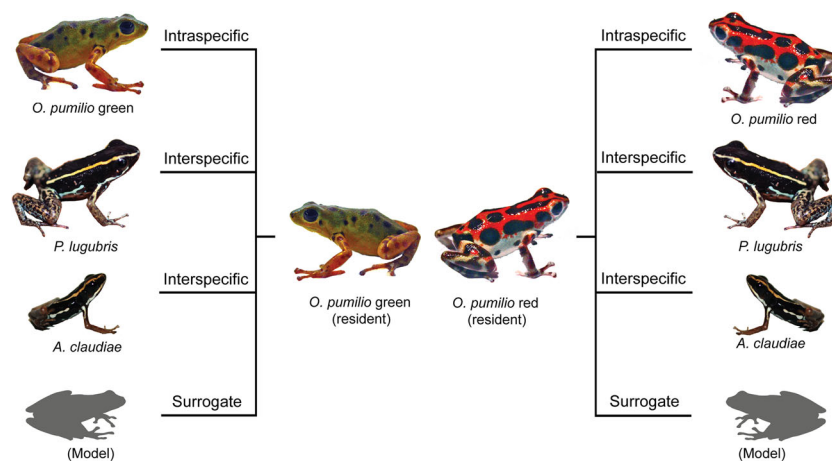 Intraspecific
O. pumilio green
Interspecific
P. lugubris
Interspecific
A. claudiae
Surrogate
(Model)
O. pumilio green
(resident)
O. pumilio red
(resident)
Intraspecific
O. pumilio red
Interspecific
P. lugubris
Interspecific
A. claudiae
Surrogate
(Model)